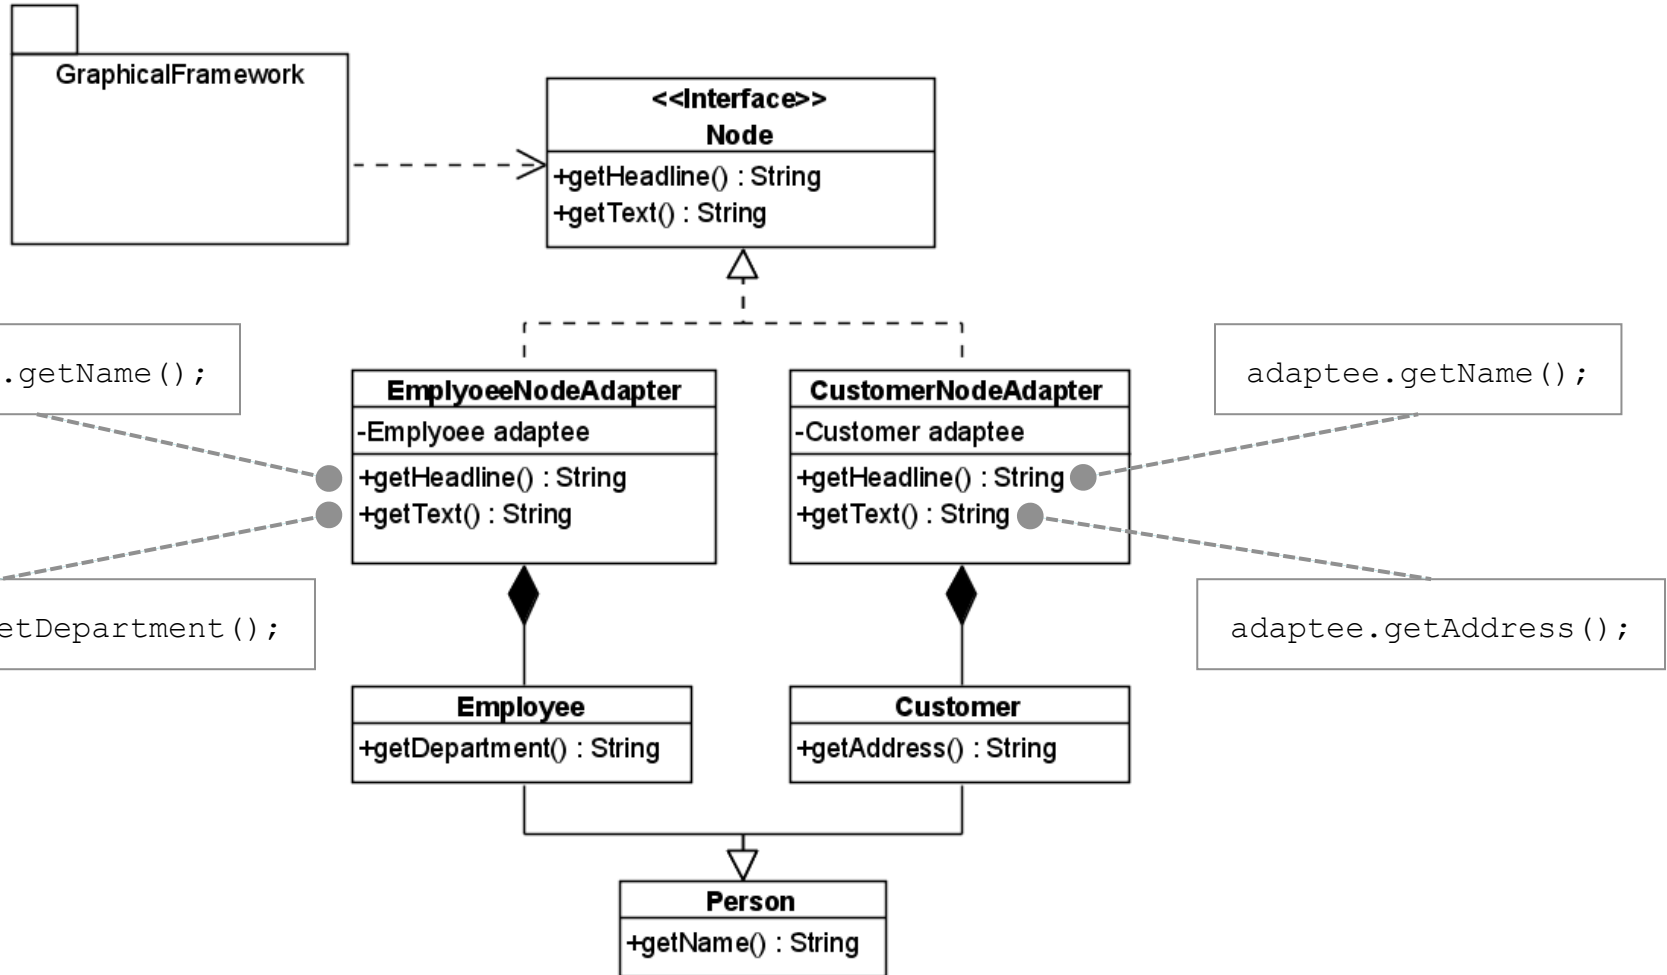 GraphicalFramework
<<Interface>>
Node
+getHeadline() : String
+getText() : String
.getName();
adaptee.getName();
EmplyoeeNodeAdapter
-Emplyoee adaptee
+getHeadline() : String
+getText() : String
CustomerNodeAdapter
-Customer adaptee
+getHeadline() : String
+getText() : String
etDepartment();
adaptee.getAddress();
Employee
+getDepartment() : String
Customer
+getAddress() : String
Person
+getName() : String